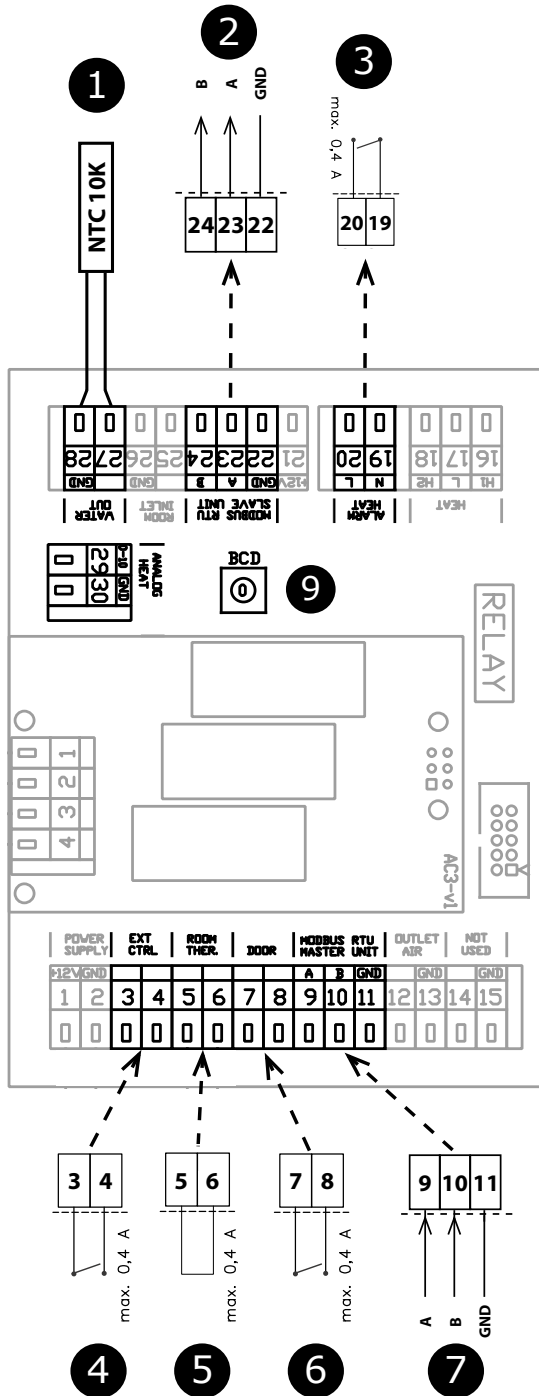 2
1
3
B A GND
max. 0,4 A
NTC 10K
24 23 22
20 19
28 27 26 25 24 23 22 21 20 19 18 17 16
GND GND B A GND +12V L N H2 L H1
WATER OUT
ROOM INLET
MODBUS RTU SLAVE UNIT
ALARM HEAT
HEAT
29 30
0-10 GND
ANALOG HEAT
BCD
0
9
RELAY
1
2
3
4
AC3-v1
POWER SUPPLY
EXT CTRL
ROOM THER.
DOOR
MODBUS RTU MASTER UNIT
OUTLET AIR
NOT USED
+12V GND A B GND GND GND
1 2 3 4 5 6 7 8 9 10 11 12 13 14 15
3 4
5 6
7 8
9 10 11
max. 0,4 A
max. 0,4 A
max. 0,4 A
A B GND
4
5
6
7